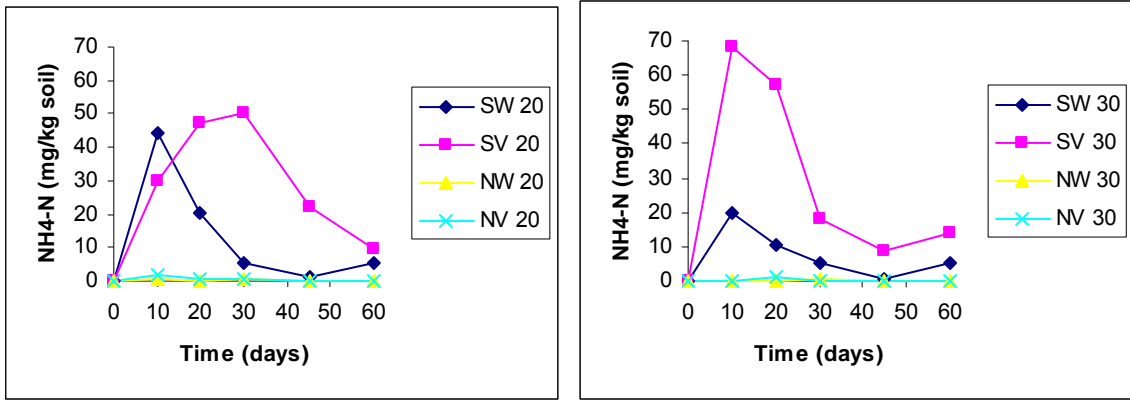 NH4-N (mg/kg soil)
70
60
50
40
30
20
10
0
0 10 20 30 40 50 60
Time (days)
SW 20
SV 20
NW 20
NV 20
NH4-N (mg/kg soil)
70
60
50
40
30
20
10
0
0 10 20 30 40 50 60
Time (days)
SW 30
SV 30
NW 30
NV 30